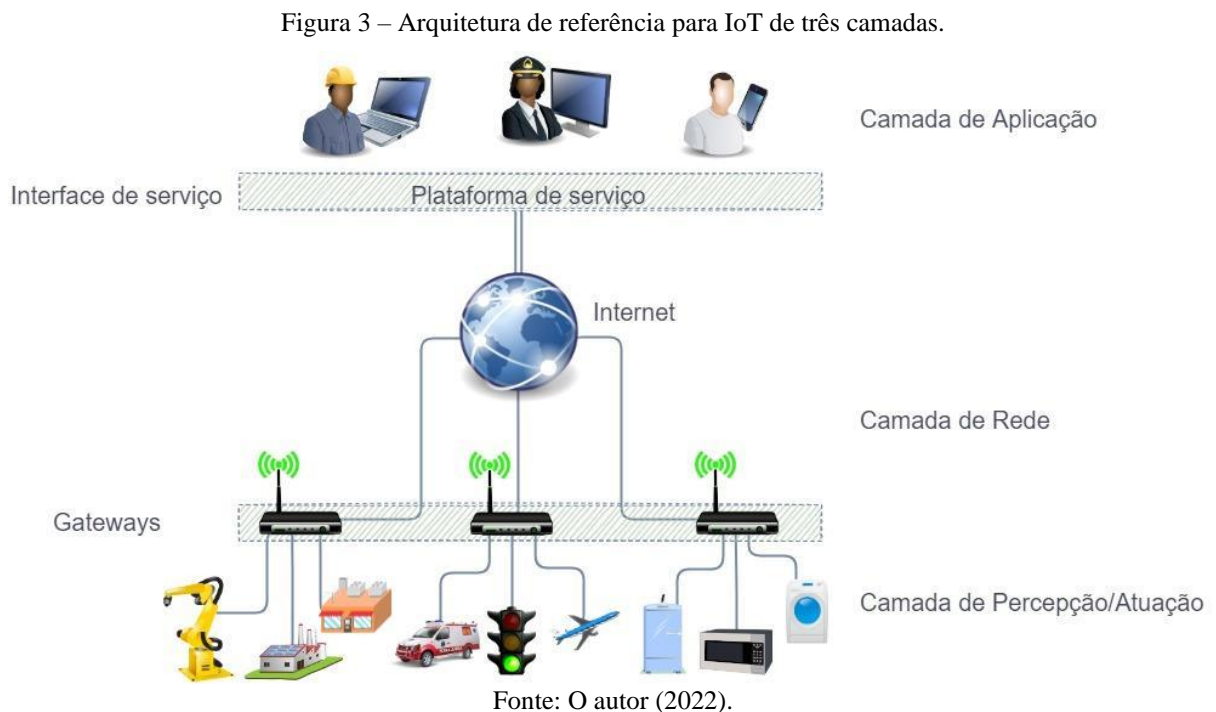 Figura 3 – Arquitetura de referência para IoT de três camadas.
Camada de Aplicação
Interface de serviço
Plataforma de serviço
Internet
Camada de Rede
Gateways
Camada de Percepção/Atuação
Fonte: O autor (2022).